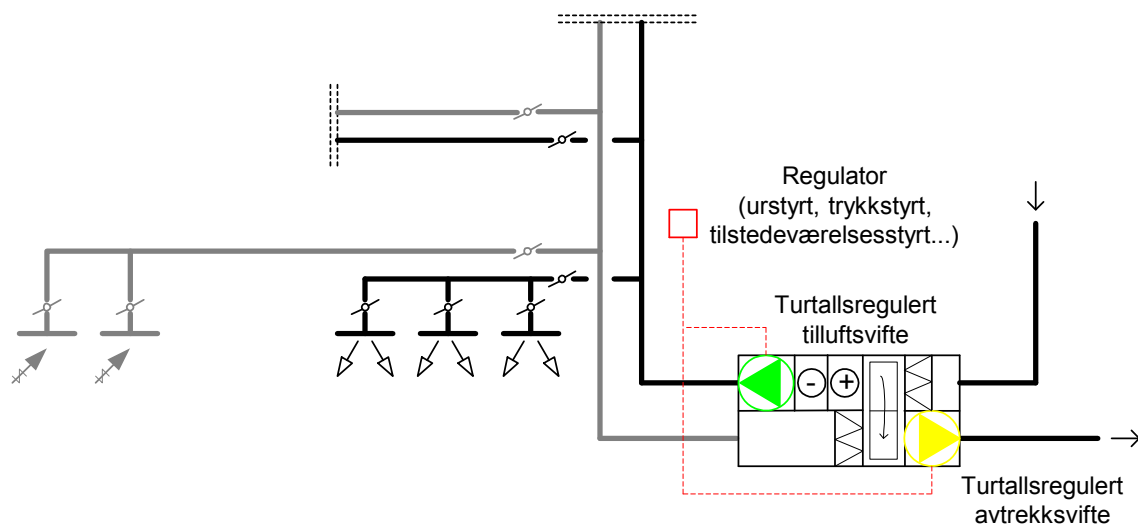 Regulator
(urstyrt, trykkstyrt,
tilstedeværelsesstyrt...)
Turtallsregulert
tilluftsvifte
- +
Turtallsregulert
avtrekksvifte